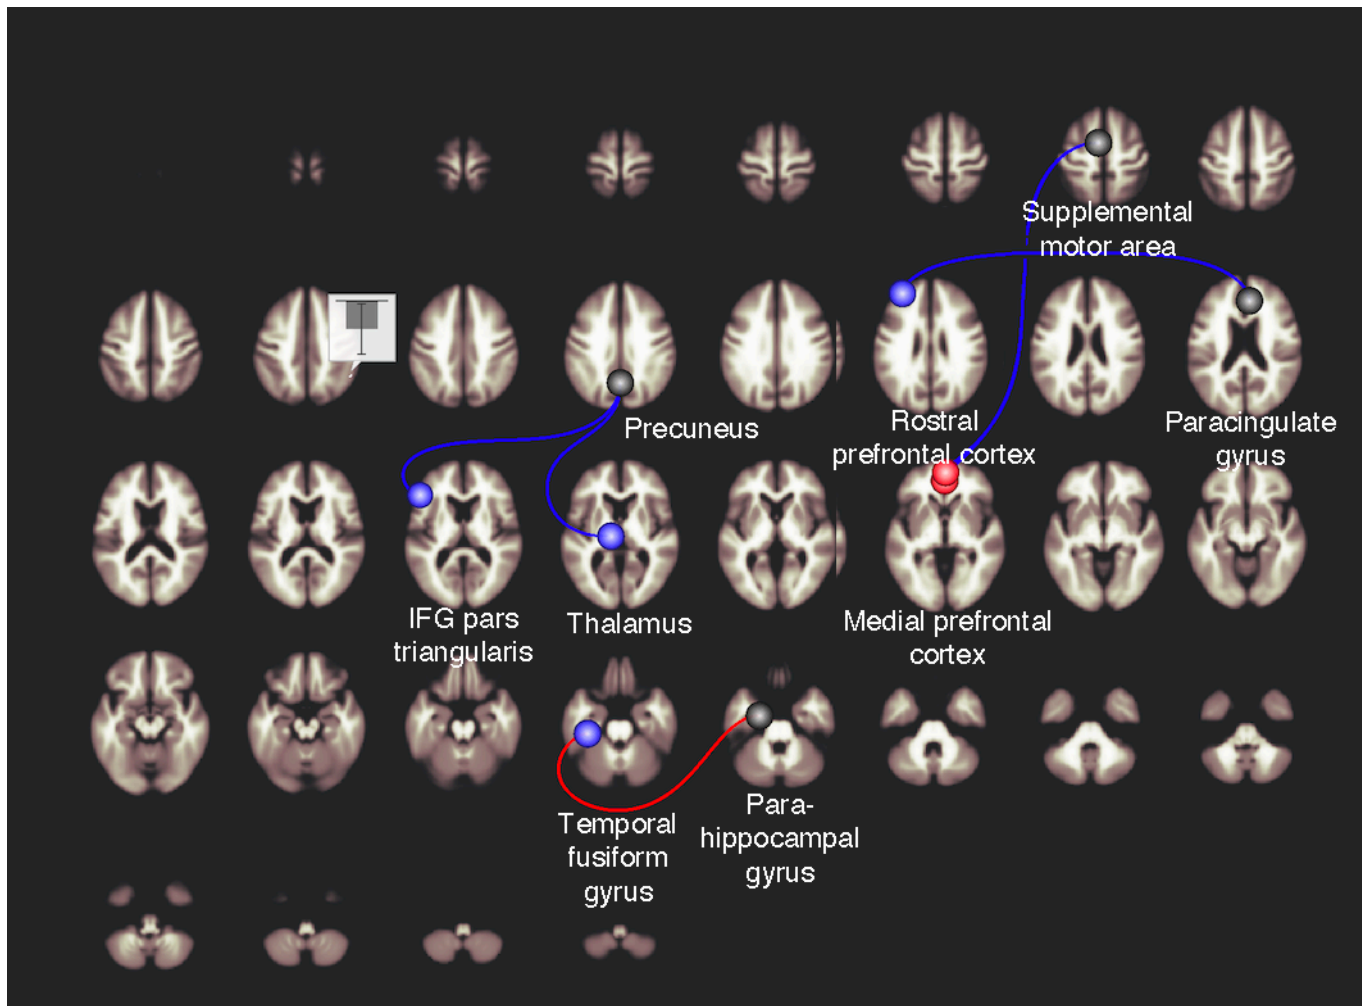 Supplemental
motor area
Precuneus
Rostral
prefrontal cortex
Paracingulate
gyrus
IFG pars
triangularis
Thalamus
Medial prefrontal
cortex
Temporal
fusiform
gyrus
Para-
hippocampal
gyrus